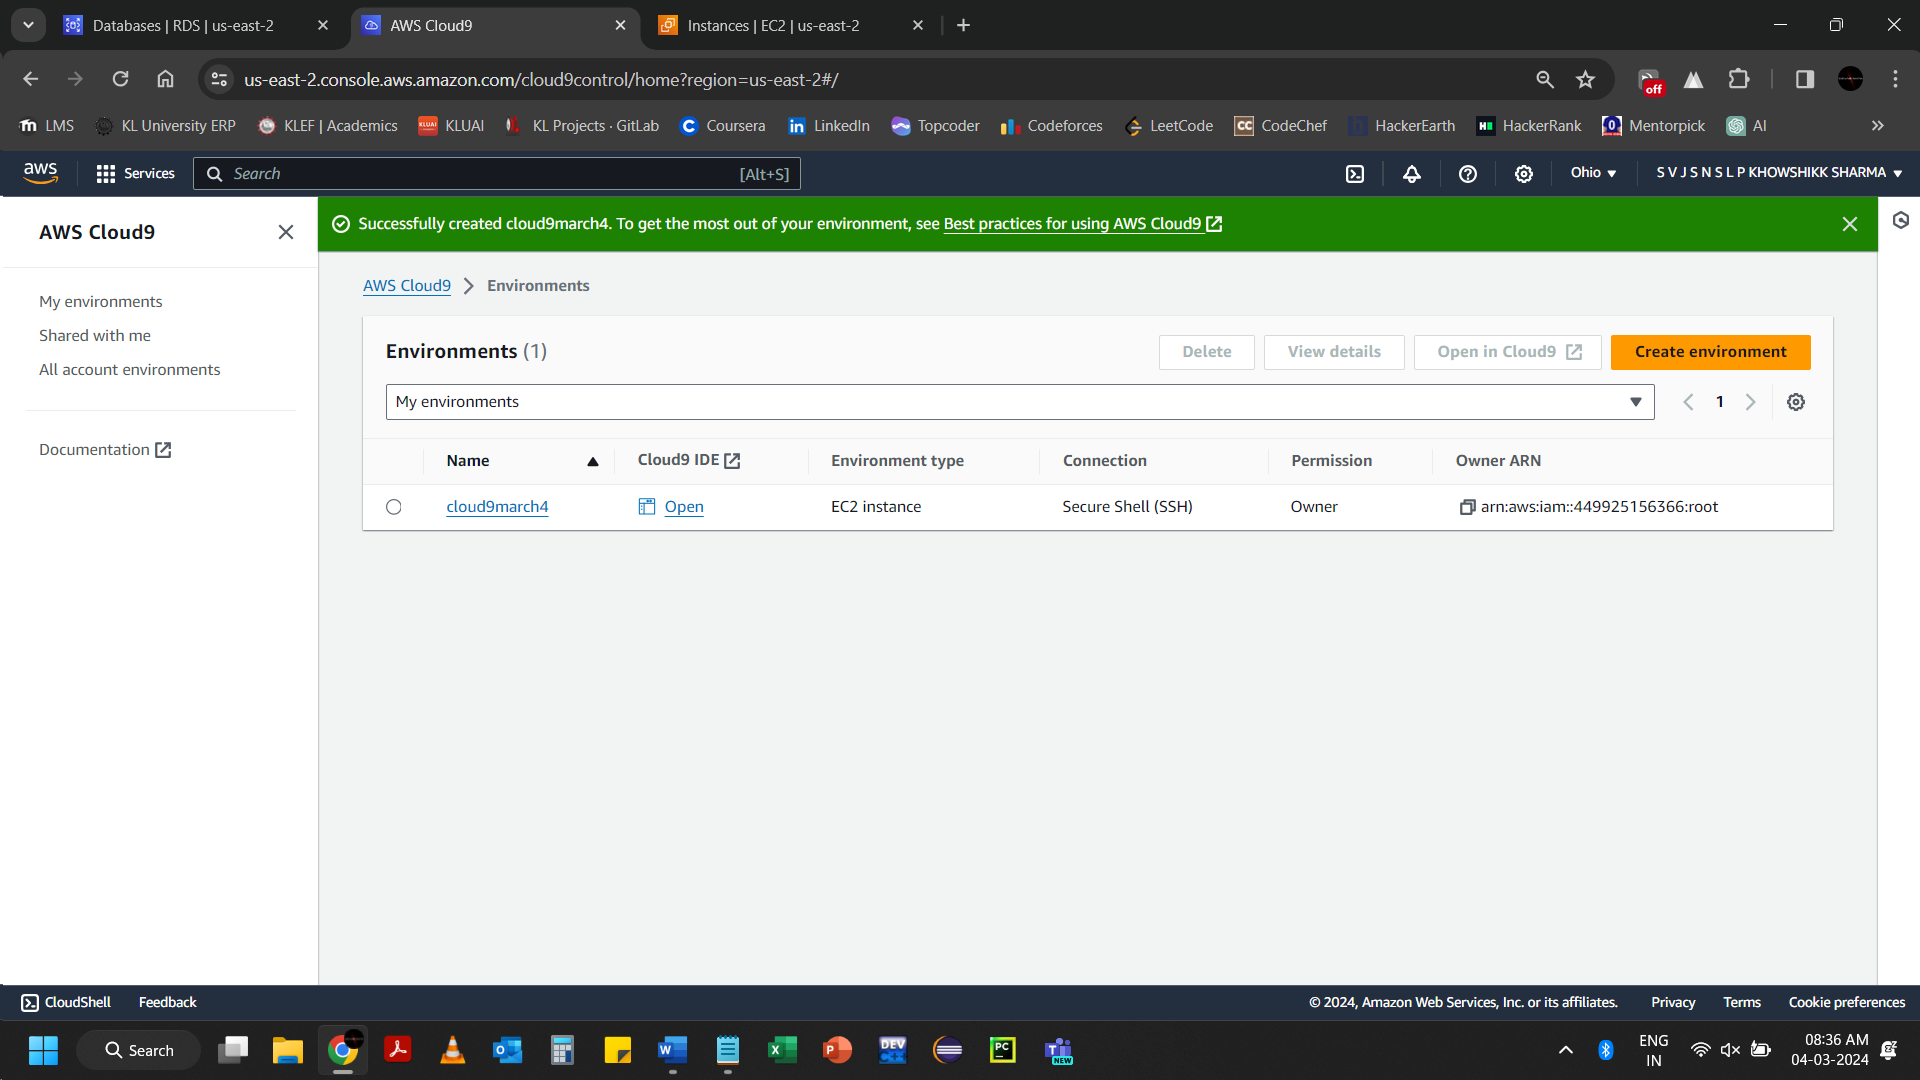 Databases | RDS | us-east-2
AWS Cloud9
Instances | EC2 | us-east-2
us-east-2.console.aws.amazon.com/cloud9control/home?region=us-east-2#/
off
LMS
KL University ERP
KLEF | Academics
KLUAI
KL Projects · GitLab
Coursera
LinkedIn
Topcoder
Codeforces
LeetCode
CodeChef
HackerEarth
HackerRank
Mentorpick
AI
aws
Services
Search
[Alt+S]
Ohio
S V J S N S L P KHOWSHIKK SHARMA
AWS Cloud9
My environments
Shared with me
All account environments
Documentation
Successfully created cloud9march4. To get the most out of your environment, see Best practices for using AWS Cloud9
AWS Cloud9
Environments
Environments (1)
Delete
View details
Open in Cloud9
Create environment
My environments
1
Name
Cloud9 IDE
Environment type
Connection
Permission
Owner ARN
cloud9march4
Open
EC2 instance
Secure Shell (SSH)
Owner
arn:aws:iam::449925156366:root
CloudShell
Feedback
© 2024, Amazon Web Services, Inc. or its affiliates.
Privacy
Terms
Cookie preferences
Search
DEV
PC
NEW
ENG
IN
08:36 AM
04-03-2024